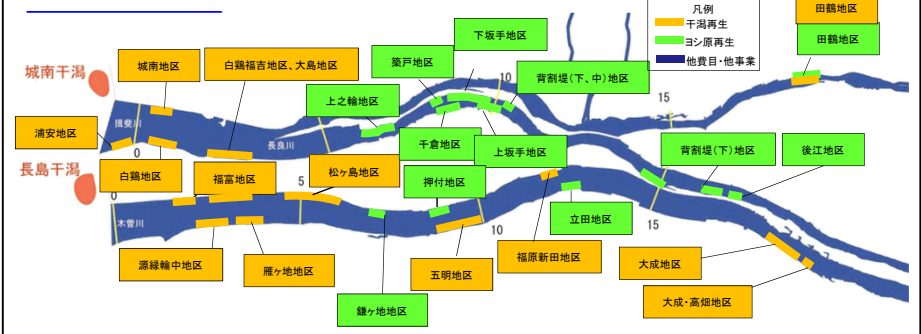 凡例
干潟再生
ヨシ原再生
他費目・他事業
田鶴地区
田鶴地区
下坂手地区
築戸地区
背割堤(下、中)地区
城南干潟
城南地区
白鶏福吉地区、大島地区
上之輪地区
10
15
揖斐川
長良川
浦安地区
0
5
千倉地区
上坂手地区
背割堤(下)地区
後江地区
長島干潟
白鶏地区
福富地区
松ヶ島地区
押付地区
0
木曽川
10
15
立田地区
源緑輪中地区
雁ヶ地地区
五明地区
福原新田地区
大成地区
鎌ヶ地地区
大成・高畑地区